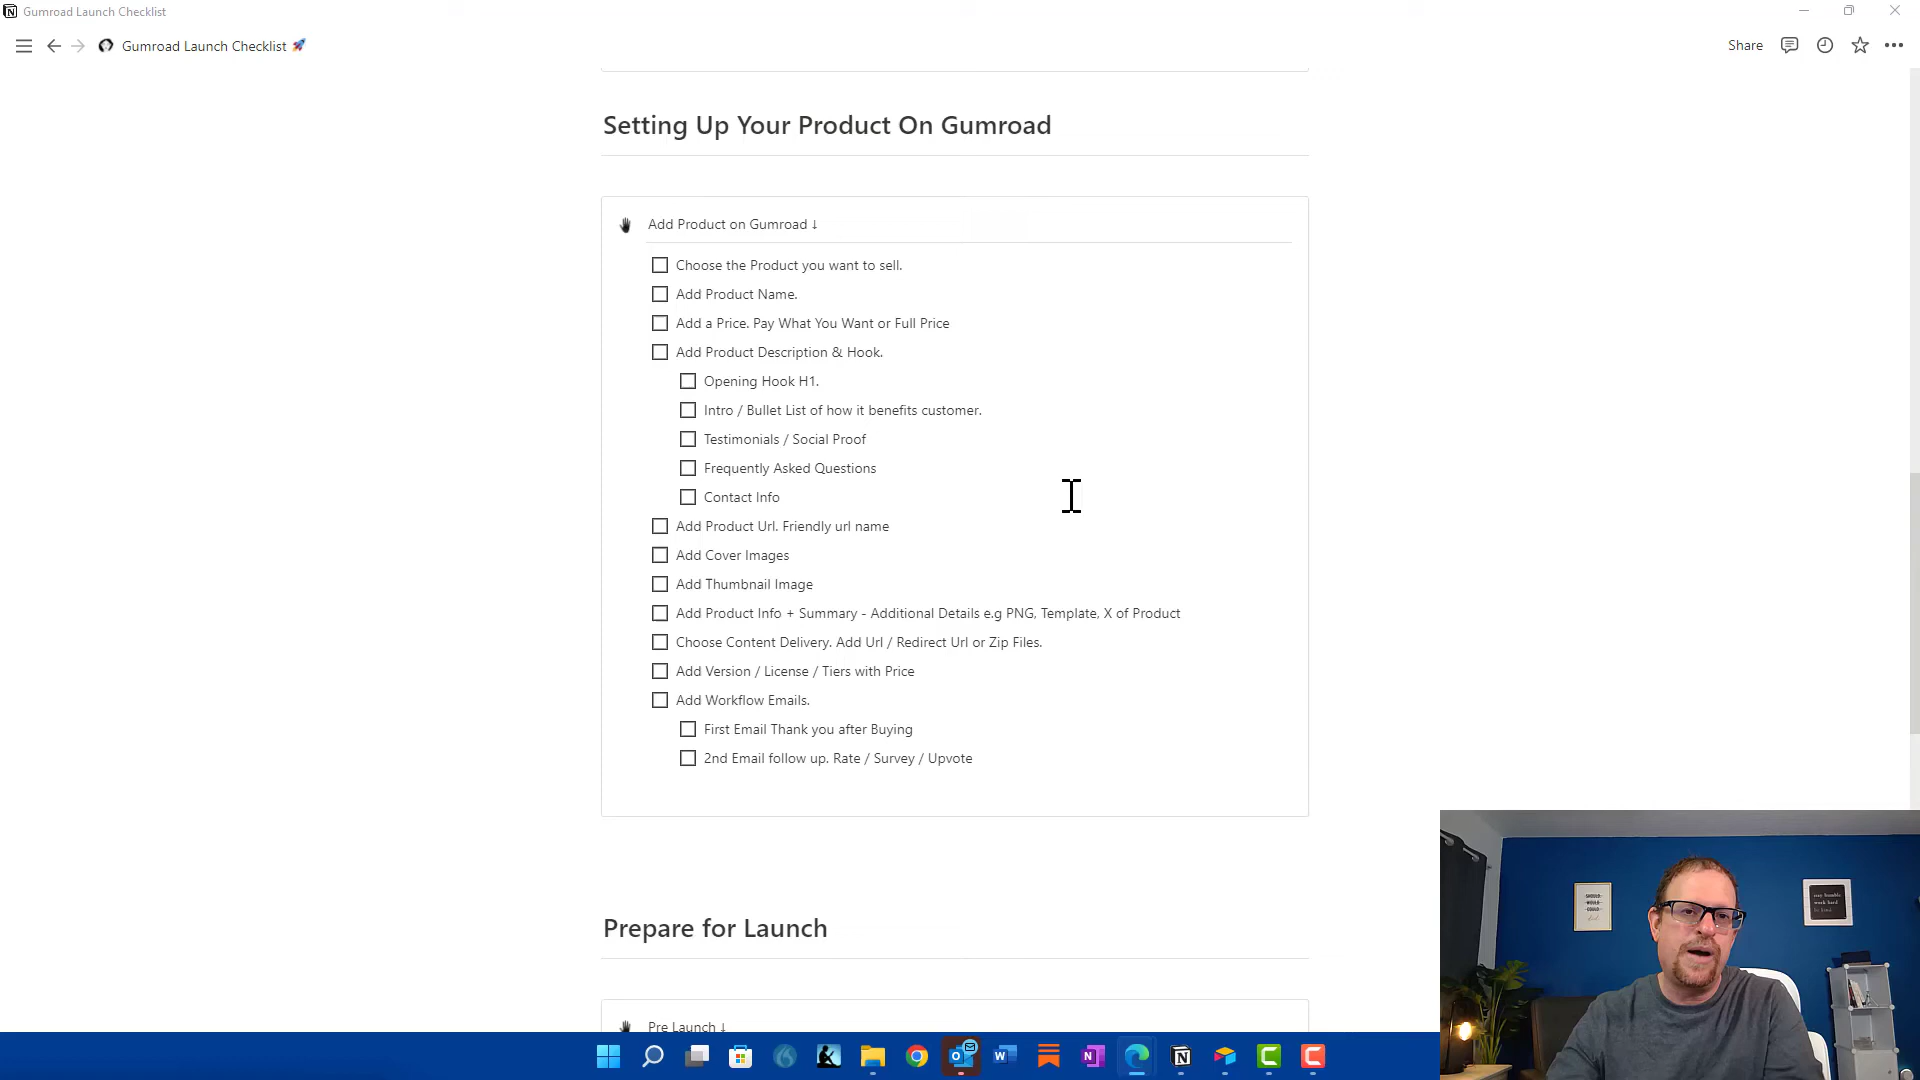 Gumroad Launch Checklist
Gumroad Launch Checklist 🚀
Share
Setting Up Your Product On Gumroad
Add Product on Gumroad ↓
Choose the Product you want to sell.
Add Product Name.
Add a Price. Pay What You Want or Full Price
Add Product Description & Hook.
Opening Hook H1.
Intro / Bullet List of how it benefits customer.
Testimonials / Social Proof
Frequently Asked Questions
Contact Info
Add Product Url. Friendly url name
Add Cover Images
Add Thumbnail Image
Add Product Info + Summary - Additional Details e.g PNG, Template, X of Product
Choose Content Delivery. Add Url / Redirect Url or Zip Files.
Add Version / License / Tiers with Price
Add Workflow Emails.
First Email Thank you after Buying
2nd Email follow up. Rate / Survey / Upvote
Prepare for Launch
Pre Launch ↓